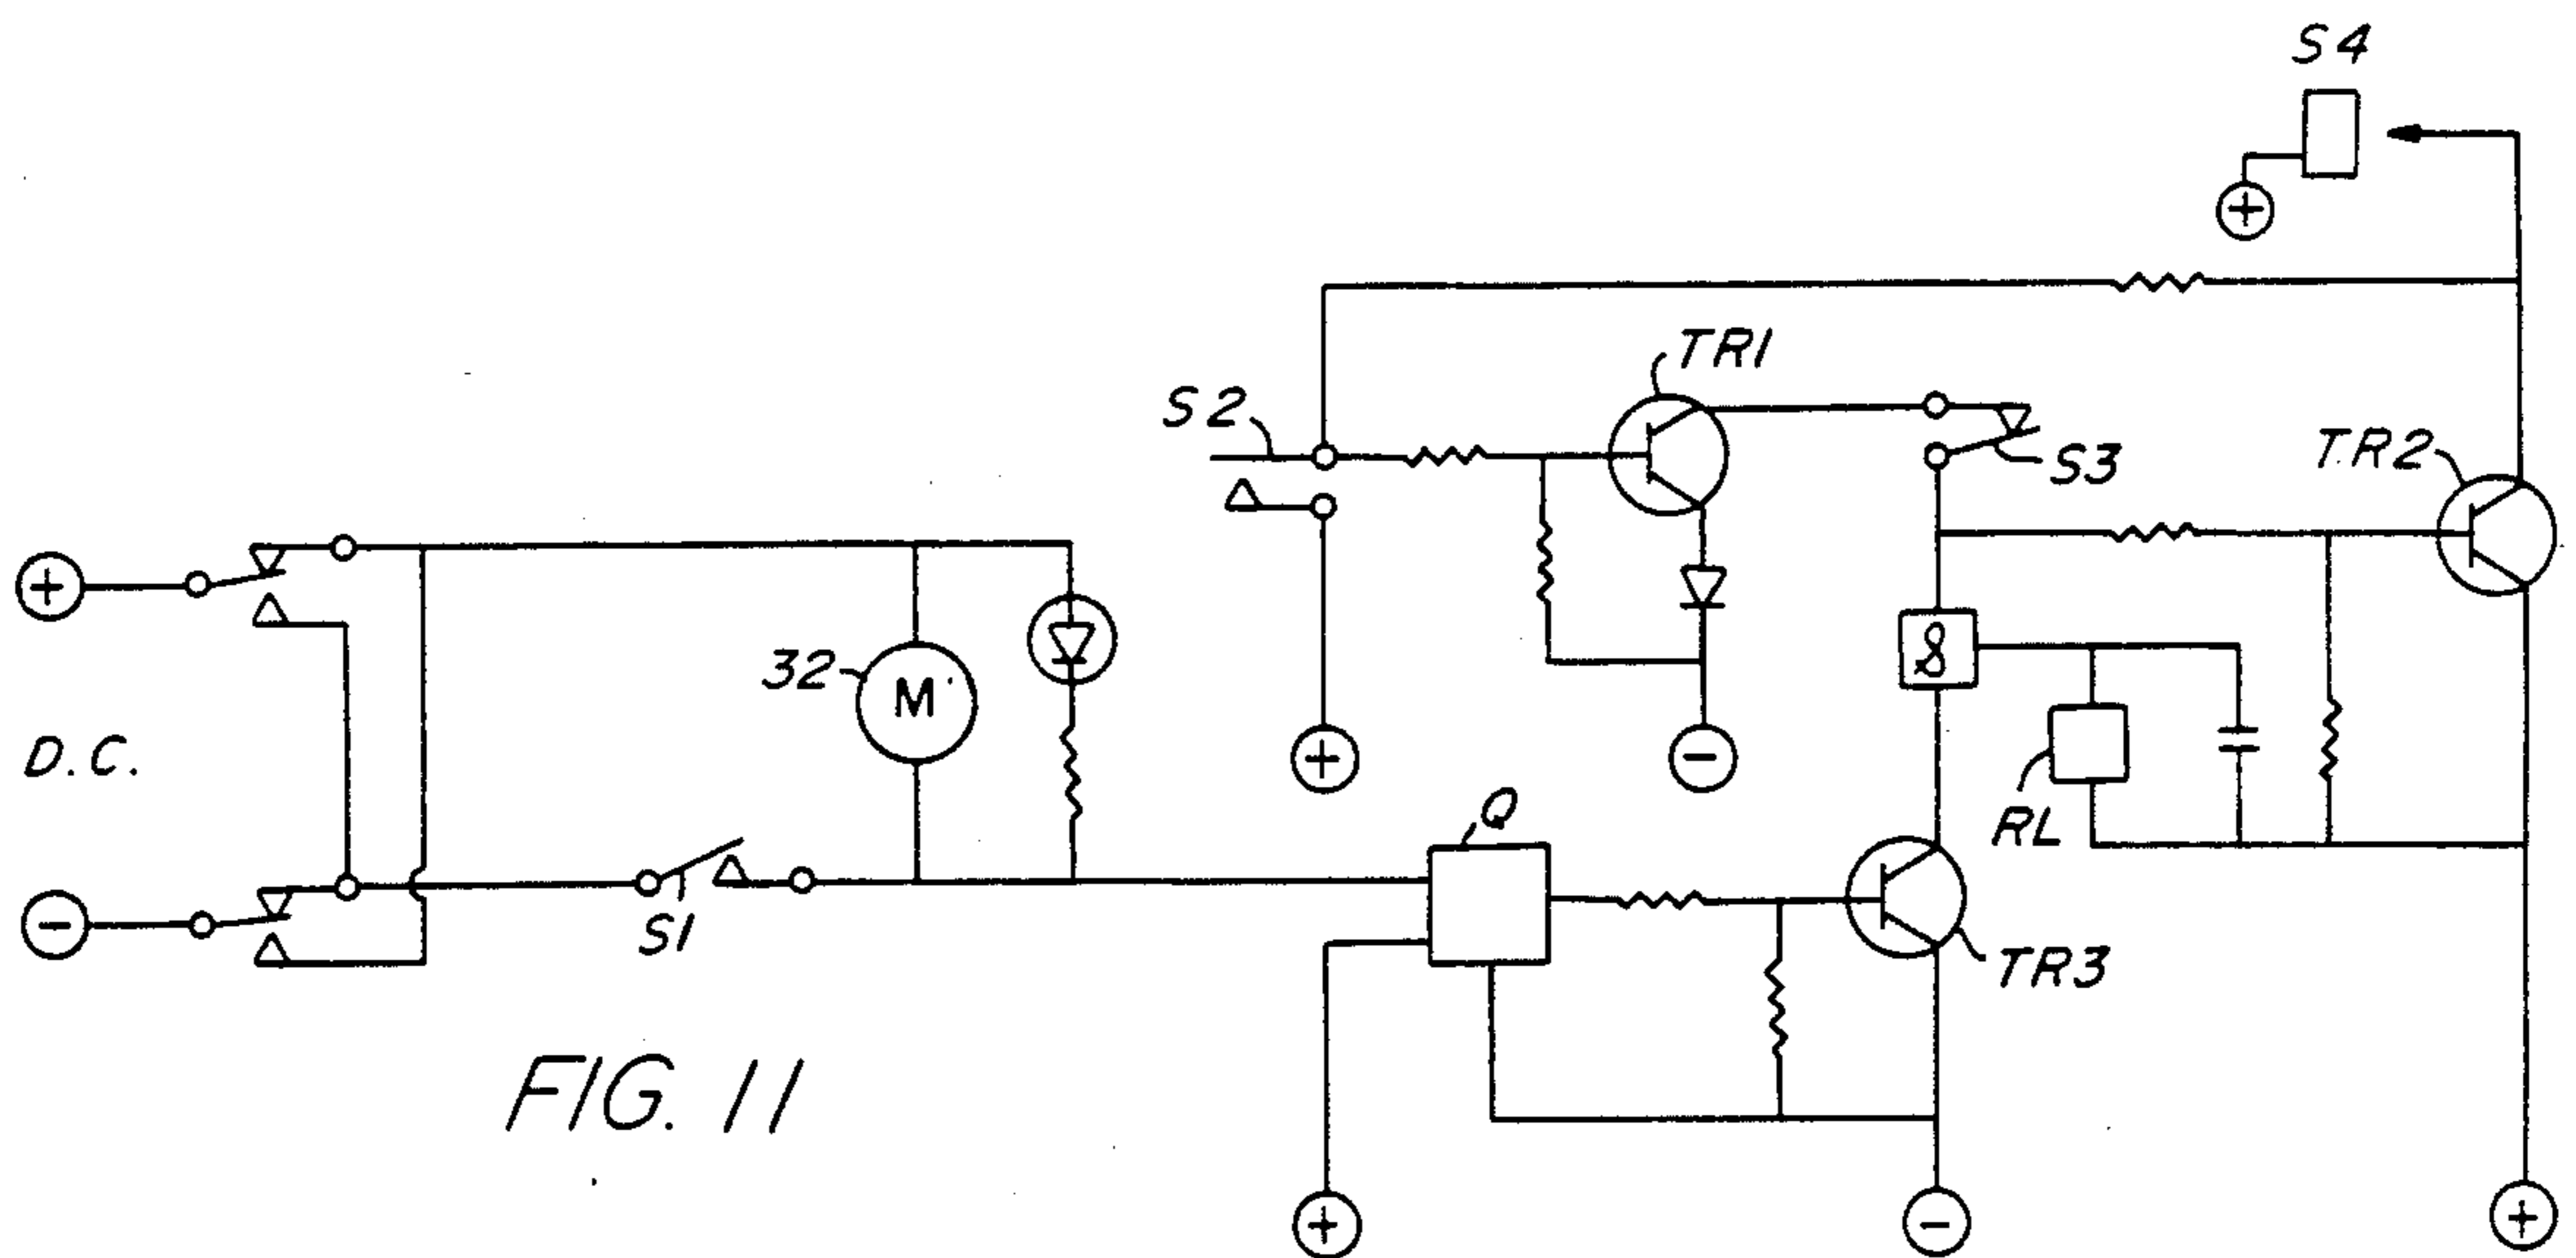 S4
TR1
S2
S3
TR2
+
+
32
M
D.C.
&
+
-
RL
Q
-
S1
TR3
FIG. 11
+
-
+